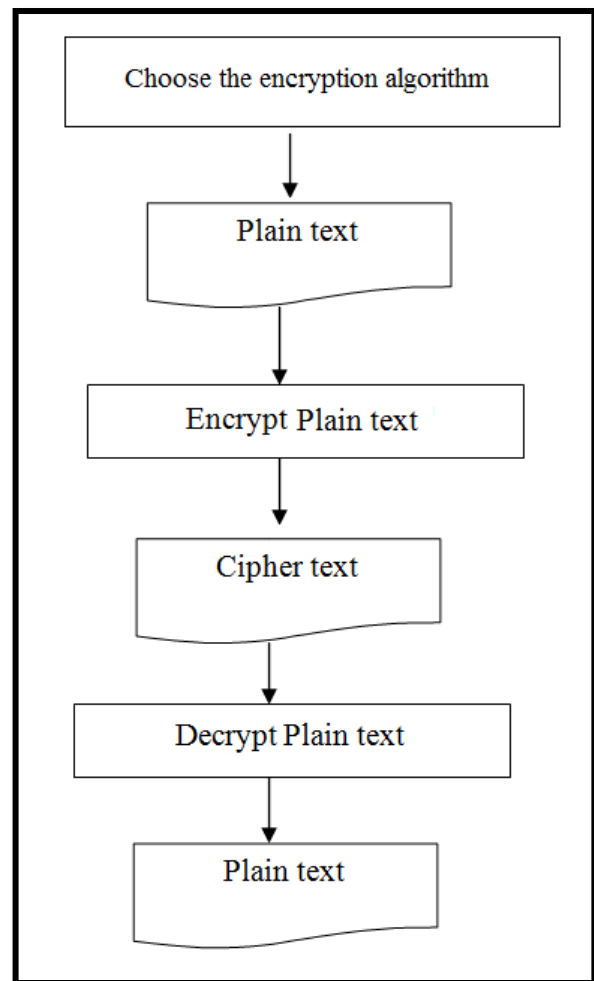 Choose the encryption algorithm
Plain text
Encrypt Plain text
Cipher text
Decrypt Plain text
Plain text